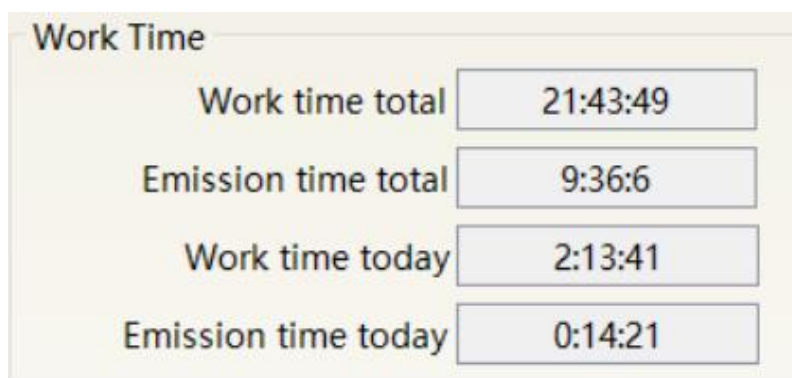 Work Time
Work time total 21:43:49
Emission time total 9:36:6
Work time today 2:13:41
Emission time today 0:14:21